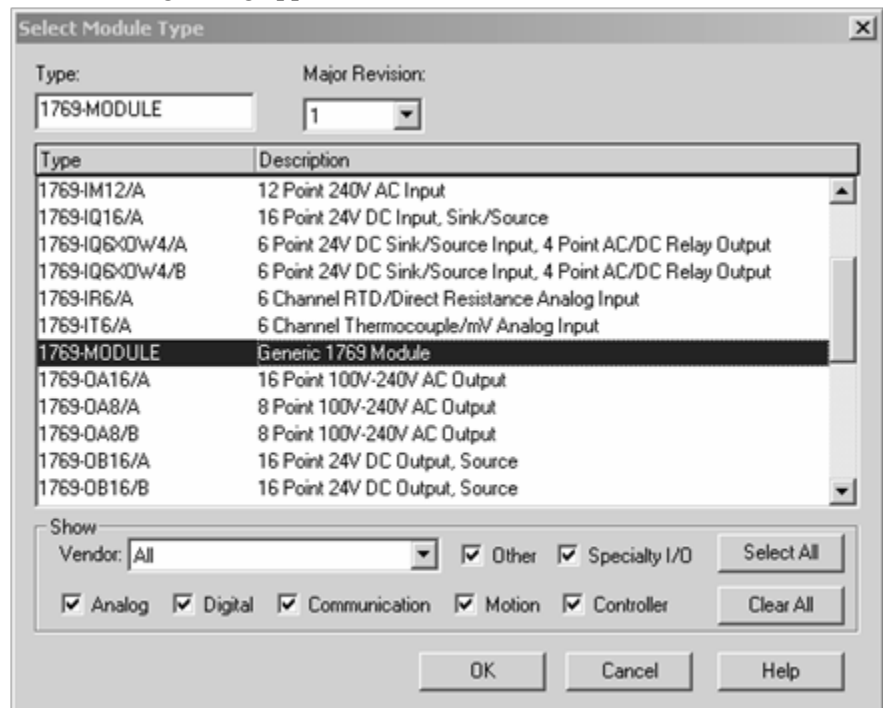 Select Module Type
Type: Major Revision:
1769-MODULE 1
Type Description
1769-IM12/A 12 Point 240V AC Input
1769-IQ16/A 16 Point 24V DC Input, Sink/Source
1769-IQ6XOW4/A 6 Point 24V DC Sink/Source Input, 4 Point AC/DC Relay Output
1769-IQ6XOW4/B 6 Point 24V DC Sink/Source Input, 4 Point AC/DC Relay Output
1769-IR6/A 6 Channel RTD/Direct Resistance Analog Input
1769-IT6/A 6 Channel Thermocouple/mV Analog Input
1769-MODULE Generic 1769 Module
1769-OA16/A 16 Point 100V-240V AC Output
1769-OA8/A 8 Point 100V-240V AC Output
1769-OA8/B 8 Point 100V-240V AC Output
1769-OB16/A 16 Point 24V DC Output, Source
1769-OB16/B 16 Point 24V DC Output, Source
Show
Vendor: All Other Specialty I/O Select All
Analog Digital Communication Motion Controller Clear All
OK Cancel Help